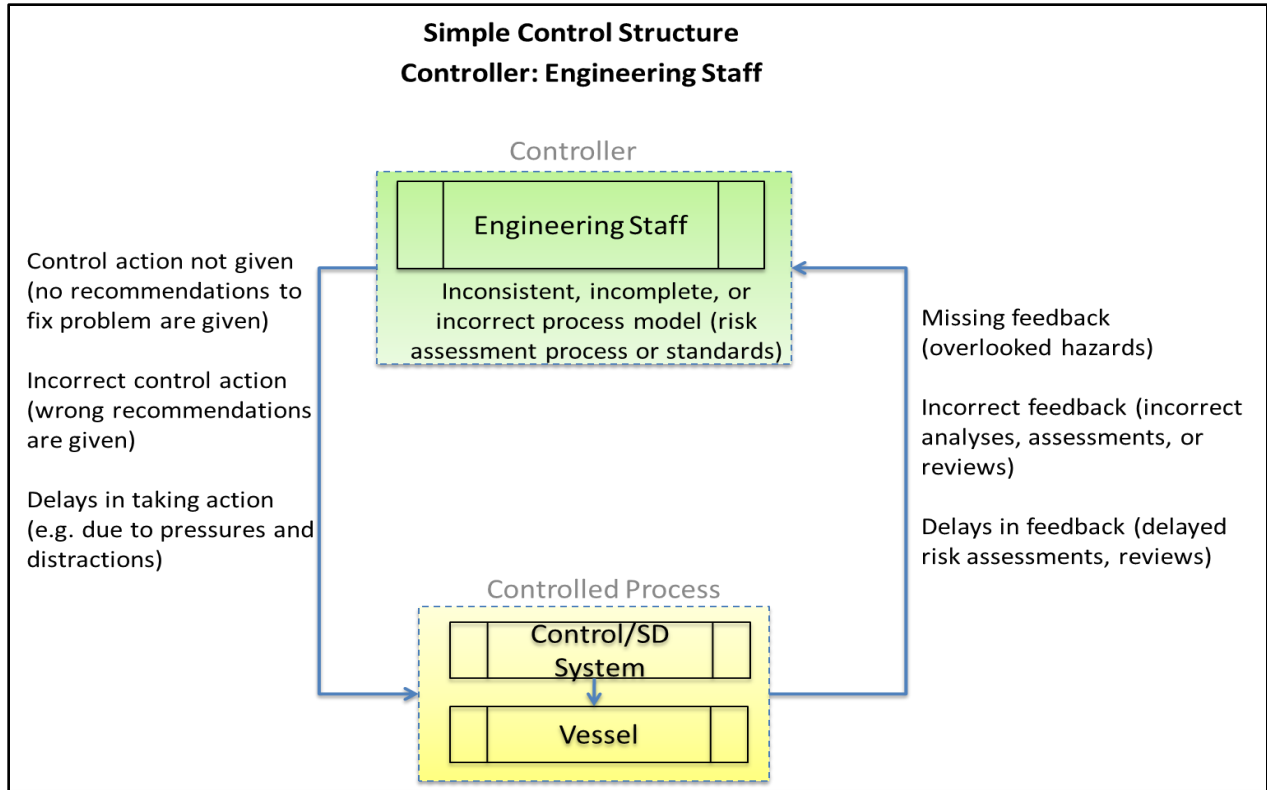 Simple Control Structure
Controller: Engineering Staff
Controller
Engineering Staff
Inconsistent, incomplete, or
incorrect process model (risk
assessment process or standards)
Control action not given
(no recommendations to
fix problem are given)
Incorrect control action
(wrong recommendations
are given)
Delays in taking action
(e.g. due to pressures and
distractions)
Missing feedback
(overlooked hazards)
Incorrect feedback (incorrect
analyses, assessments, or
reviews)
Delays in feedback (delayed
risk assessments, reviews)
Controlled Process
Control/SD
System
Vessel